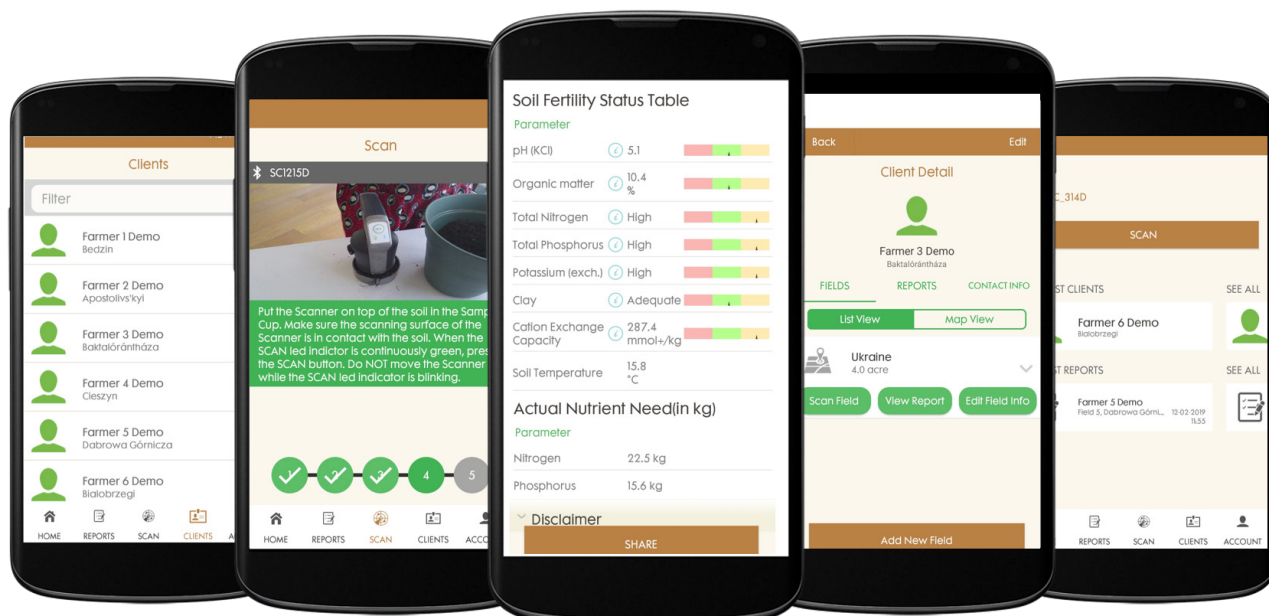 Clients
Filter
Farmer 1 Demo
Bedzin
Farmer 2 Demo
Apostolivs'kyi
Farmer 3 Demo
Baktalórántháza
Farmer 4 Demo
Cieszyn
Farmer 5 Demo
Dabrowa Górnicza
Farmer 6 Demo
Bialobrzegi
HOME REPORTS SCAN CLIENTS
Scan
SC1215D
Put the Scanner on top of the soil in the Samp
Cup. Make sure the scanning surface of the
Scanner is in contact with the soil. When the
SCAN led indictor is continuously green, pres
the SCAN button. Do NOT move the Scanner
while the SCAN led indicator is blinking.
1 2 3 4 5
HOME REPORTS SCAN CLIENTS ACCO
Soil Fertility Status Table
Parameter
pH (KCl) i 5.1
Organic matter i 10.4
%
Total Nitrogen i High
Total Phosphorus i High
Potassium (exch.) i High
Clay i Adequate
Cation Exchange
Capacity i 287.4
mmol+/kg
Soil Temperature 15.8
°C
Actual Nutrient Need(in kg)
Parameter
Nitrogen 22.5 kg
Phosphorus 15.6 kg
Disclaimer
SHARE
Back Edit
Client Detail
Farmer 3 Demo
Baktalórántháza
FIELDS REPORTS CONTACT INFO
List View Map View
Ukraine
4.0 acre
Scan Field View Report Edit Field Info
Add New Field
C_314D
SCAN
ST CLIENTS SEE ALL
Farmer 6 Demo
Bialobrzegi
ST REPORTS SEE ALL
Farmer 5 Demo
Field 5, Dabrowa Górni... 12-02-2019
11:55
REPORTS SCAN CLIENTS ACCOUNT